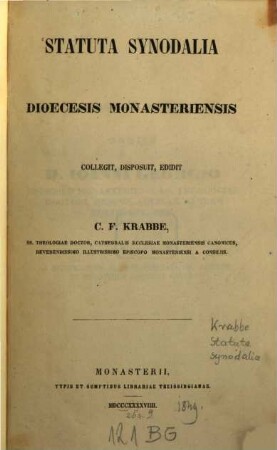 STATUTA SYNODALIA
DIOECESIS MONASTERIENSIS
COLLEGIT, DISPOSUIT, EDIDIT
C. F. KRABBE,
SS. THEOLOGIAE DOCTOR, CATHEDRALIS ECCLESIAE MONASTERIENSIS CANONICUS,
REVERENDISSIMO ILLUSTRISSIMO EPISCOPO MONASTERIENSI A CONSILIIS.
Krabbe
Statuta
synodalia
MONASTERII,
TYPIS ET SUMPTIBUS LIBRARIAE THEISSINGIANAE.
MDCCCXXXXVIIII.
1849.
121 BG